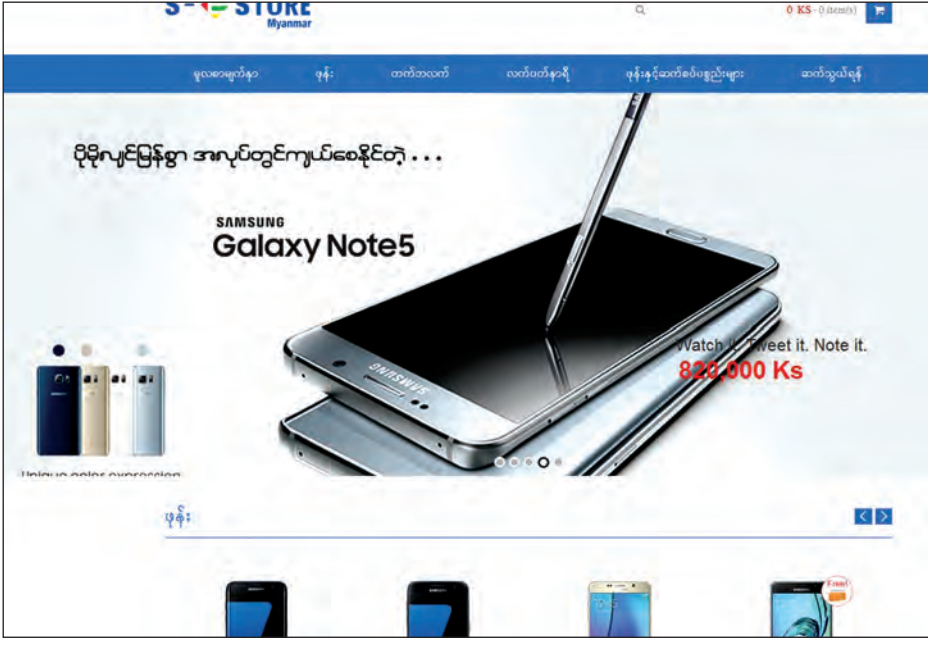 STORE
Myanmar
0 KS - 0 item(s)
မူလစာမျက်နှာ ဖုန်း တက်ဘလက် လက်ပတ်နာရီ ဖုန်းနှင့်ဆက်စပ်ပစ္စည်းများ ဆက်သွယ်ရန်
ပိုမိုလျင်မြန်စွာ အလုပ်တွင်ကျယ်စေနိုင်တဲ့ ...
SAMSUNG
Galaxy Note5
SAMSUNG
Watch it. Tweet it. Note it.
820,000 Ks
Unique color expression
ဖုန်း